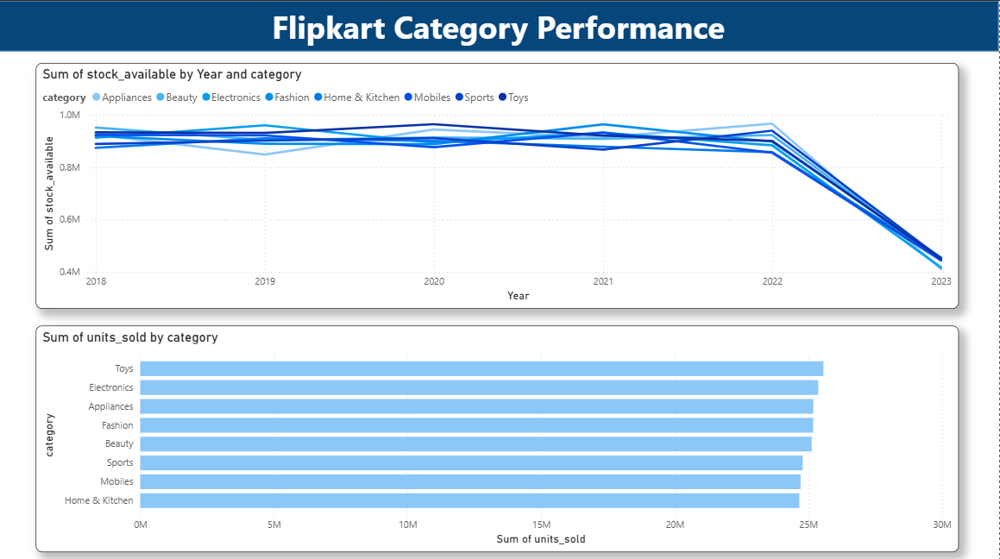 Flipkart Category Performance
Sum of stock_available by Year and category
category Appliances Beauty Electronics Fashion Home & Kitchen Mobiles Sports Toys
1.0M
0.8M
0.6M
0.4M
Sum of stock_available
2018 2019 2020 2021 2022 2023
Year
Sum of units_sold by category
category
Toys
Electronics
Appliances
Fashion
Beauty
Sports
Mobiles
Home & Kitchen
0M 5M 10M 15M 20M 25M 30M
Sum of units_sold